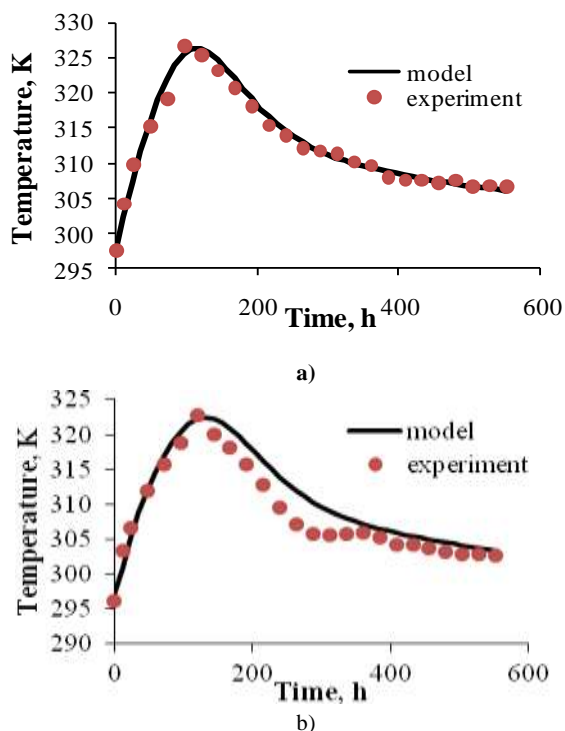 330
325
320
315
310
305
300
295
Temperature, K
model
experiment
0
200
400
600
Time, h
a)
325
320
315
310
305
300
295
290
Temperature, K
model
experiment
0
200
400
600
Time, h
b)